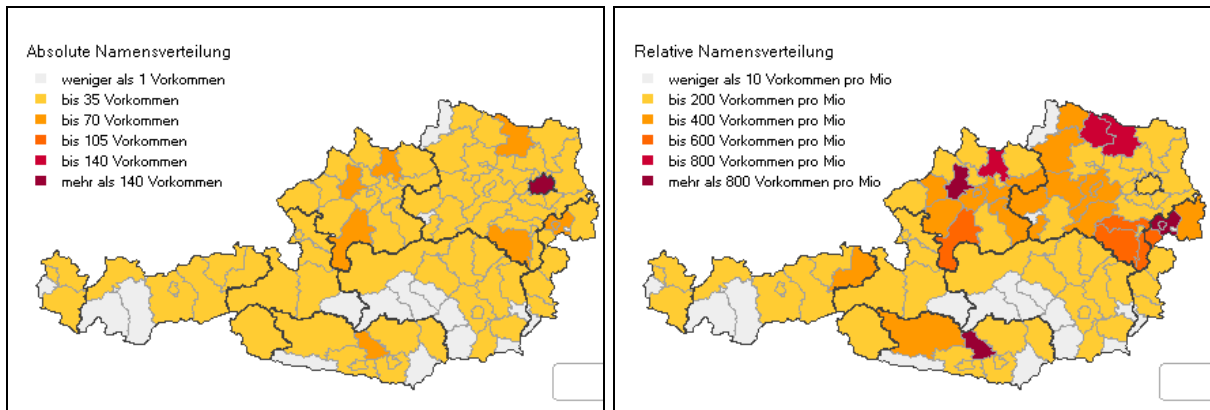 Absolute Namensverteilung
weniger als 1 Vorkommen
bis 35 Vorkommen
bis 70 Vorkommen
bis 105 Vorkommen
bis 140 Vorkommen
mehr als 140 Vorkommen
Relative Namensverteilung
weniger als 10 Vorkommen pro Mio
bis 200 Vorkommen pro Mio
bis 400 Vorkommen pro Mio
bis 600 Vorkommen pro Mio
bis 800 Vorkommen pro Mio
mehr als 800 Vorkommen pro Mio